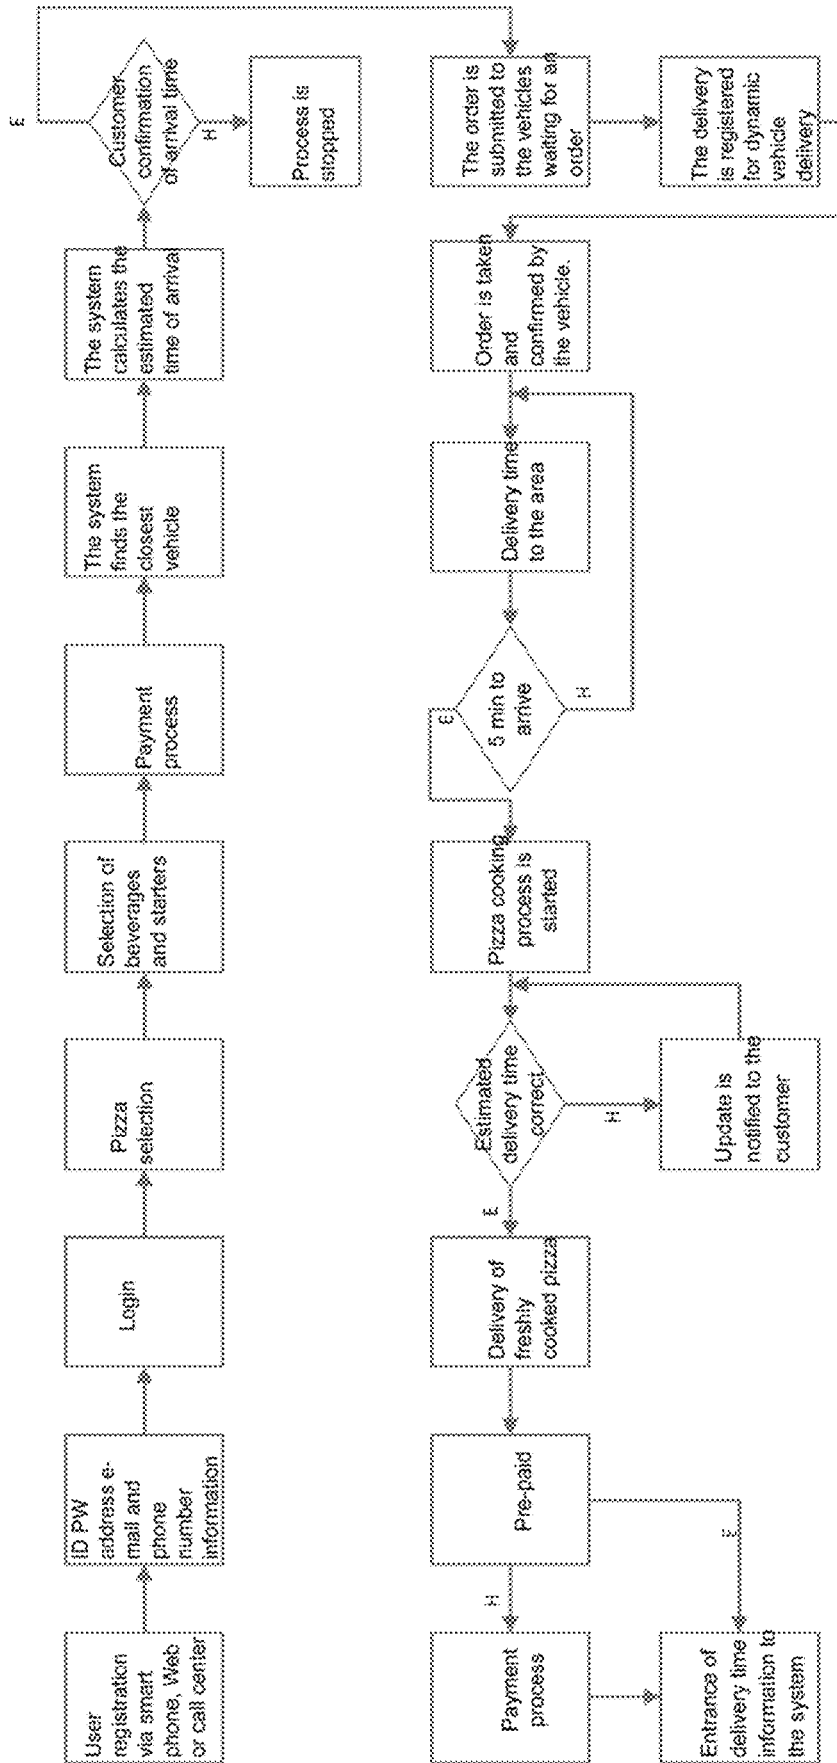 User
registration
via smart
phone, Web
or call center
ID PW
address e-
mail and
phone
number
information
Login
Pizza
selection
Selection of
beverages
and starters
Payment
process
The system
finds the
closest
vehicle
The system
calculates the
estimated
time of arrival
Customer
confirmation
of arrival time
E
H
Process is
stopped
The order is
submitted to
the vehicles
waiting for an
order
The delivery
is registered
for dynamic
vehicle
delivery
Order is taken
and
confirmed by
the vehicle.
Delivery time
to the area
5 min to
arrive
E
H
Pizza cooking
process is
started
Estimated
delivery time
correct
H
E
Update is
notified to the
customer
Delivery of
freshly
cooked pizza
Pre-paid
H
E
Payment
process
Entrance of
delivery time
information to
the system